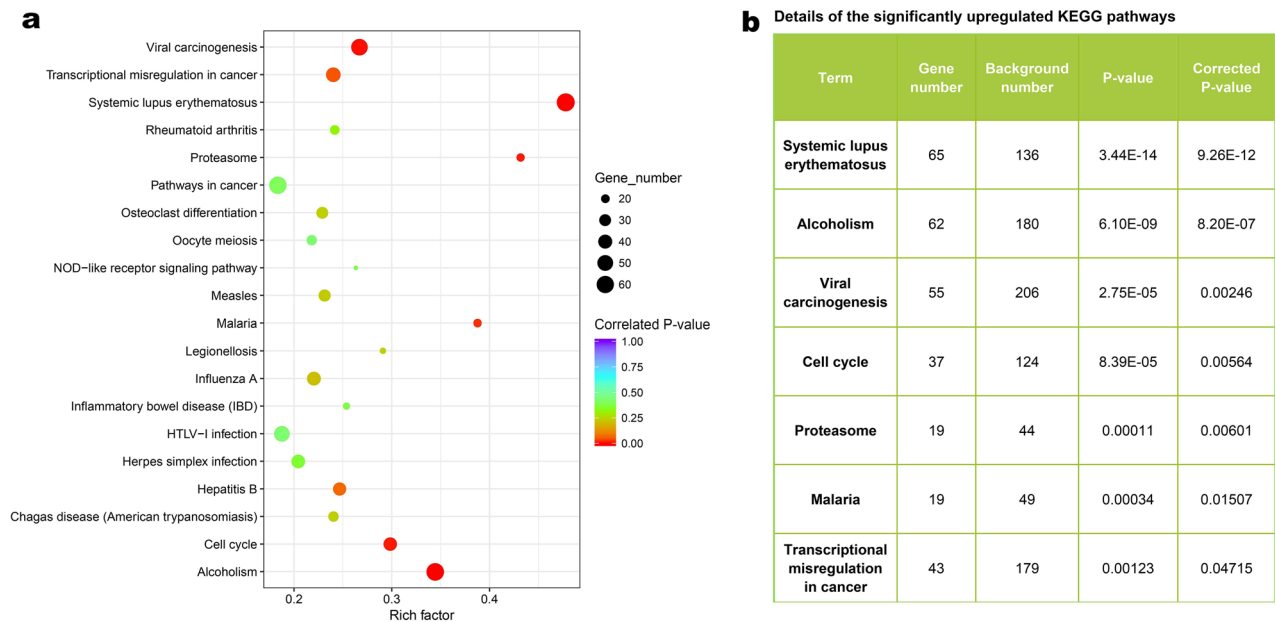 a
Viral carcinogenesis
Transcriptional misregulation in cancer
Systemic lupus erythematosus
Rheumatoid arthritis
Proteasome
Pathways in cancer
Osteoclast differentiation
Oocyte meiosis
NOD-like receptor signaling pathway
Measles
Malaria
Legionellosis
Influenza A
Inflammatory bowel disease (IBD)
HTLV−I infection
Herpes simplex infection
Hepatitis B
Chagas disease (American trypanosomiasis)
Cell cycle
Alcoholism
0.2 0.3 0.4
Rich factor
Gene_number
20
30
40
50
60
Correlated P-value
1.00
0.75
0.50
0.25
0.00
b Details of the significantly upregulated KEGG pathways
Term Gene number Background number P-value Corrected P-value
Systemic lupus erythematosus 65 136 3.44E-14 9.26E-12
Alcoholism 62 180 6.10E-09 8.20E-07
Viral carcinogenesis 55 206 2.75E-05 0.00246
Cell cycle 37 124 8.39E-05 0.00564
Proteasome 19 44 0.00011 0.00601
Malaria 19 49 0.00034 0.01507
Transcriptional misregulation in cancer 43 179 0.00123 0.04715